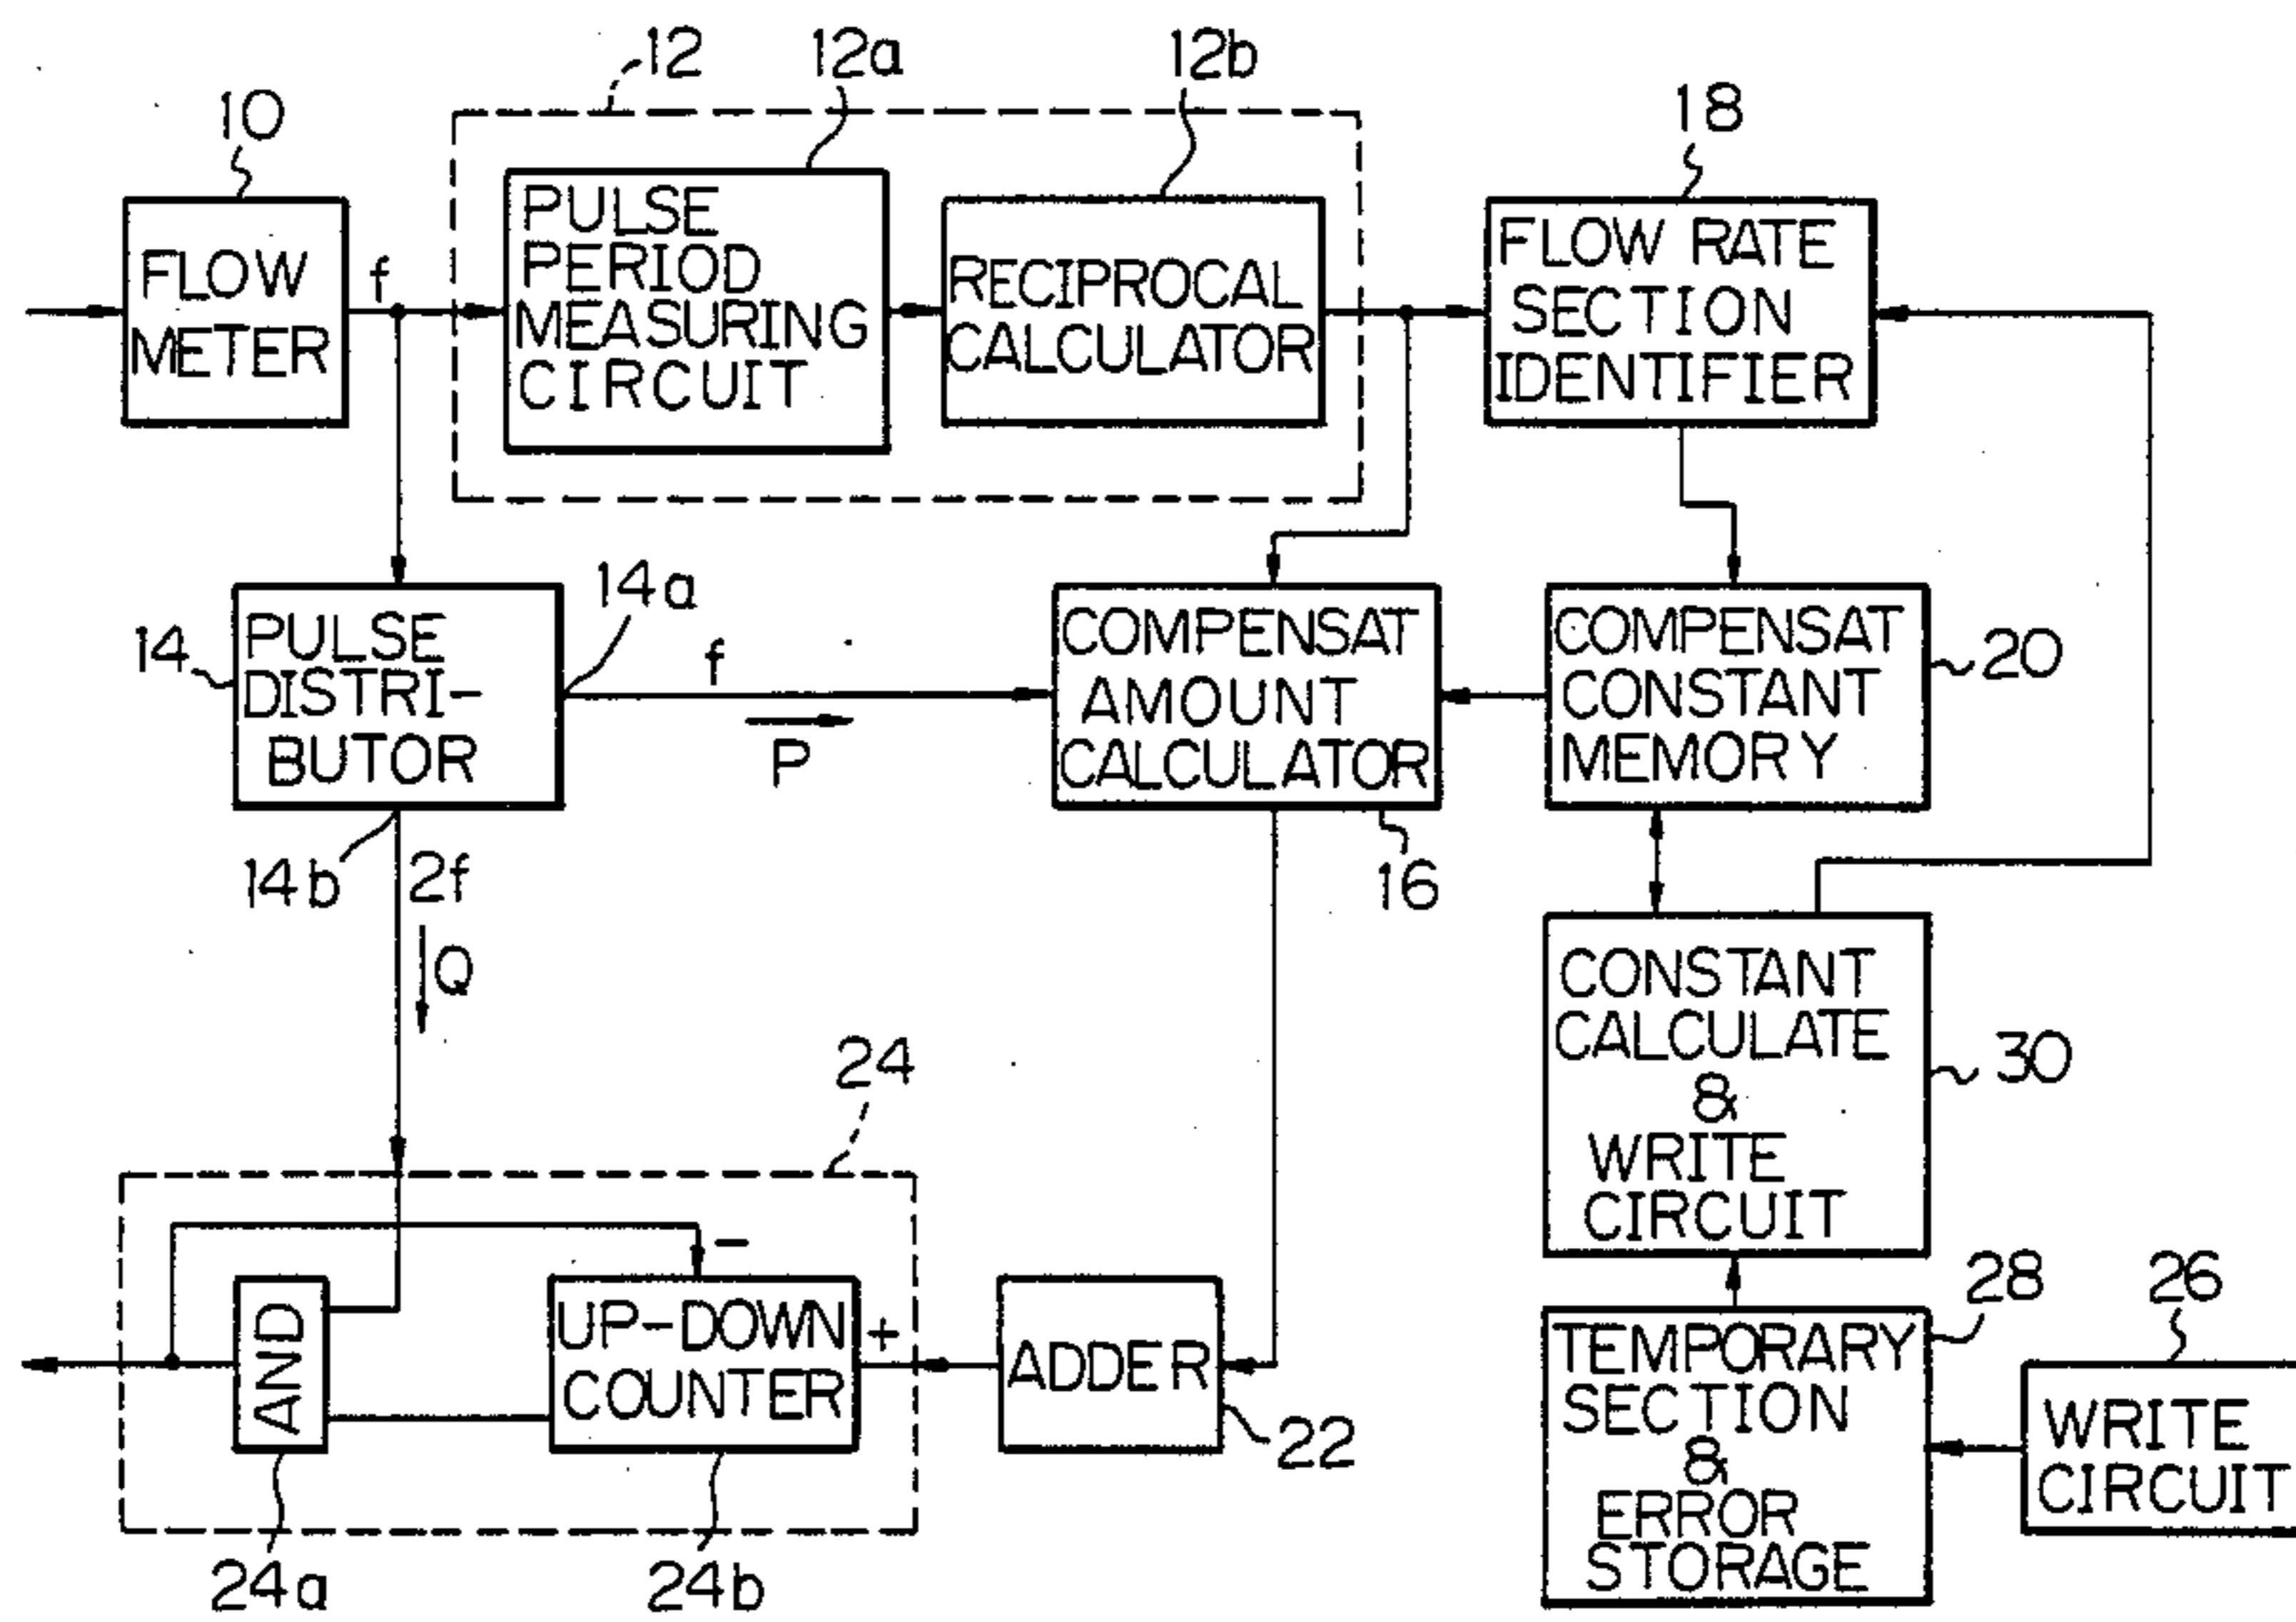 12
12a
12b
10
18
FLOW
METER
f
PULSE
PERIOD
MEASURING
CIRCUIT
RECIPROCAL
CALCULATOR
FLOW RATE
SECTION
IDENTIFIER
14
PULSE
DISTRI-
BUTOR
14a
f
P
COMPENSAT
AMOUNT
CALCULATOR
16
COMPENSAT
CONSTANT
MEMORY
20
14b
2f
Q
CONSTANT
CALCULATE
&
WRITE
CIRCUIT
30
24
AND
UP-DOWN
COUNTER
-
+
ADDER
22
24a
24b
TEMPORARY
SECTION
&
ERROR
STORAGE
28
26
WRITE
CIRCUIT